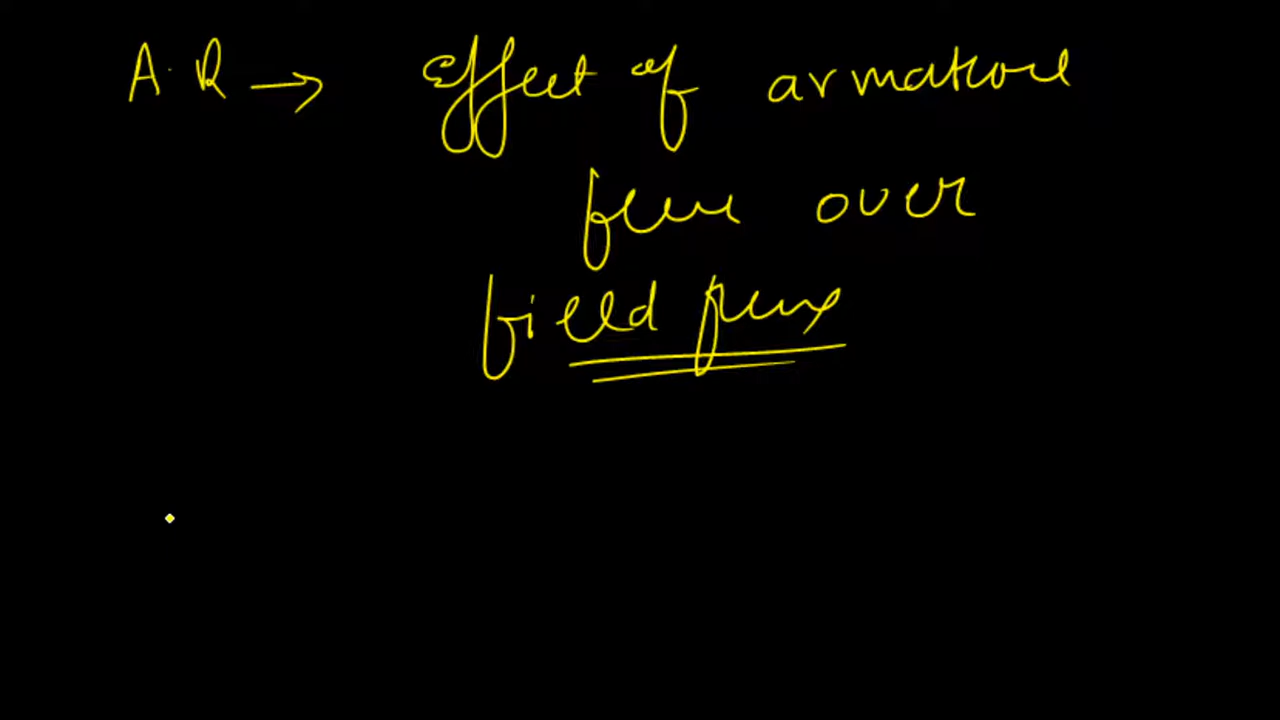 A.R → Effect of armature
flux over
field flux